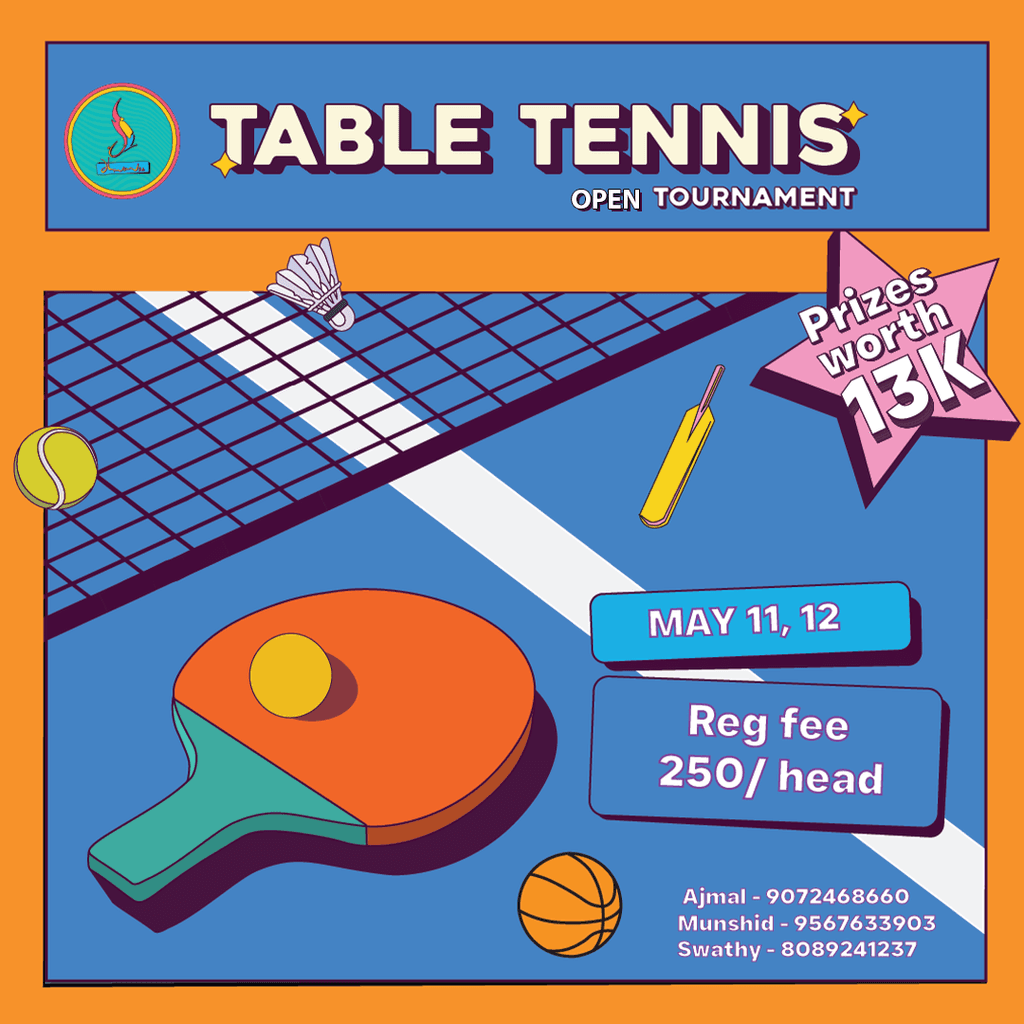 TABLE TENNIS
OPEN TOURNAMENT
Prizes
worth
13K
MAY 11, 12
Reg fee
250/ head
Ajmal - 9072468660
Munshid - 9567633903
Swathy - 8089241237